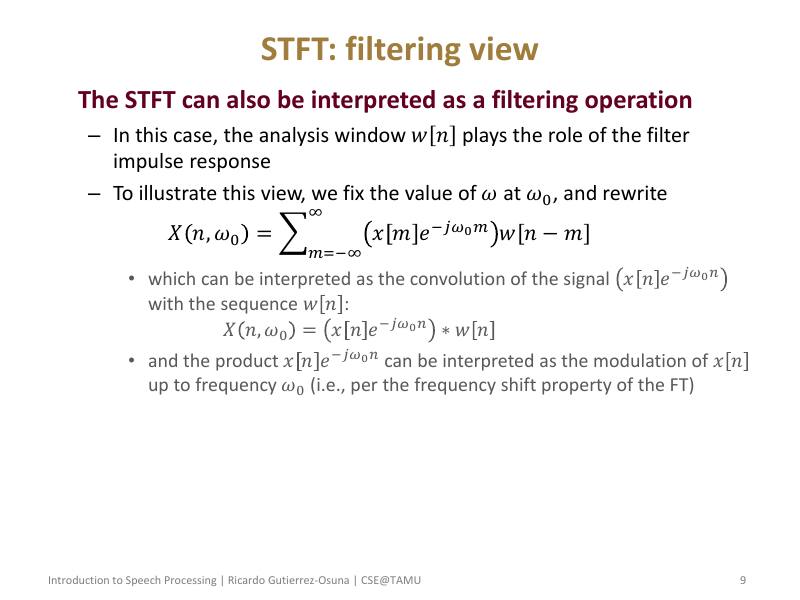 STFT: filtering view
The STFT can also be interpreted as a filtering operation
– In this case, the analysis window 𝑤[𝑛] plays the role of the filter
impulse response
– To illustrate this view, we fix the value of 𝜔 at 𝜔₀, and rewrite
𝑋(𝑛, 𝜔₀) = ∑_{𝑚=−∞}^{∞} (𝑥[𝑚]𝑒^{−𝑗𝜔₀𝑚})𝑤[𝑛 − 𝑚]
• which can be interpreted as the convolution of the signal (𝑥[𝑛]𝑒^{−𝑗𝜔₀𝑛})
with the sequence 𝑤[𝑛]:
𝑋(𝑛, 𝜔₀) = (𝑥[𝑛]𝑒^{−𝑗𝜔₀𝑛}) ∗ 𝑤[𝑛]
• and the product 𝑥[𝑛]𝑒^{−𝑗𝜔₀𝑛} can be interpreted as the modulation of 𝑥[𝑛]
up to frequency 𝜔₀ (i.e., per the frequency shift property of the FT)
Introduction to Speech Processing | Ricardo Gutierrez-Osuna | CSE@TAMU 9